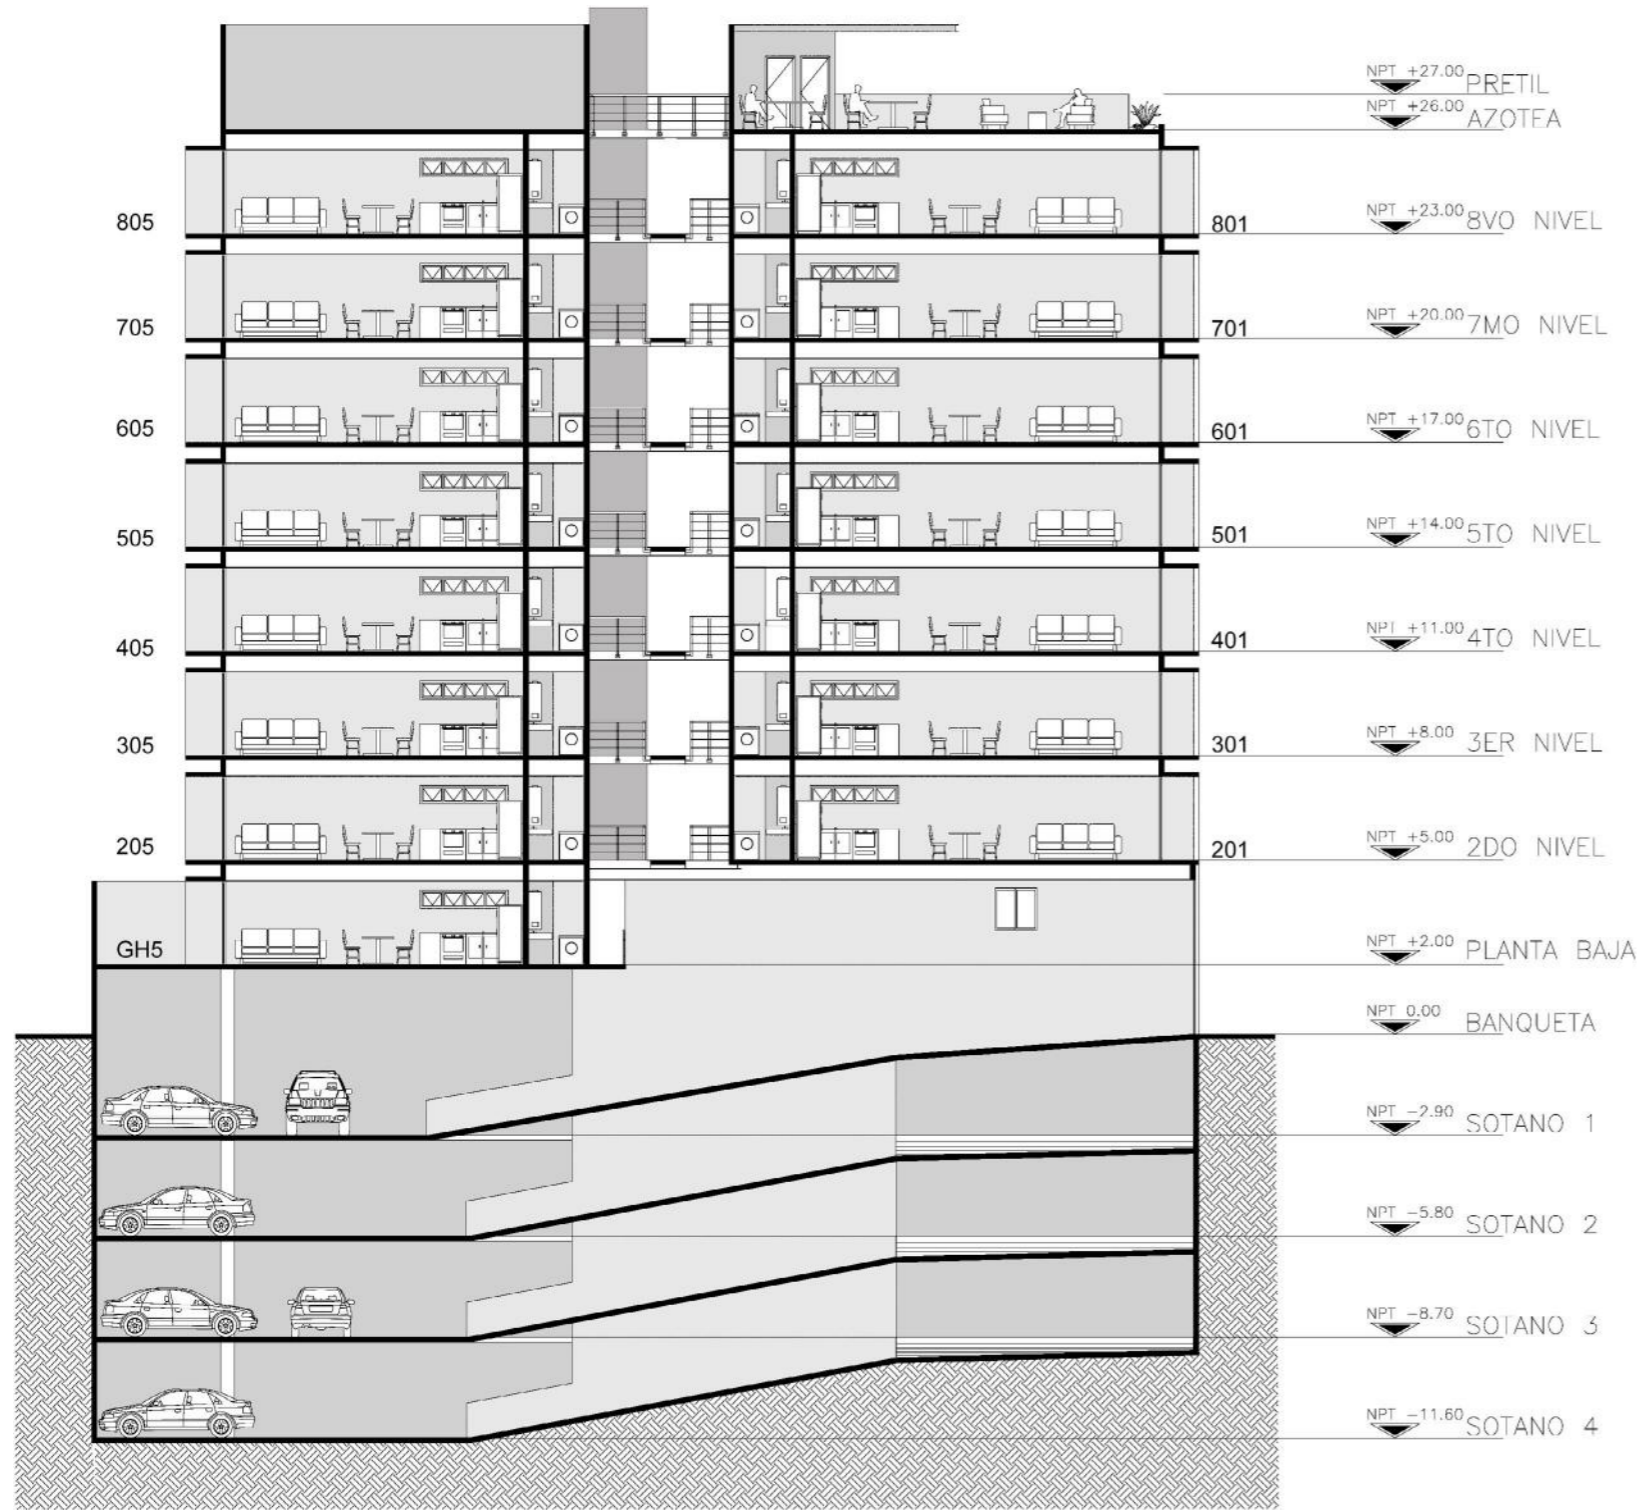 NPT +27.00 PRETIL
NPT +26.00 AZOTEA
805 801 NPT +23.00 8VO NIVEL
705 701 NPT +20.00 7MO NIVEL
605 601 NPT +17.00 6TO NIVEL
505 501 NPT +14.00 5TO NIVEL
405 401 NPT +11.00 4TO NIVEL
305 301 NPT +8.00 3ER NIVEL
205 201 NPT +5.00 2DO NIVEL
GH5 NPT +2.00 PLANTA BAJA
NPT 0.00 BANQUETA
NPT -2.90 SOTANO 1
NPT -5.80 SOTANO 2
NPT -8.70 SOTANO 3
NPT -11.60 SOTANO 4